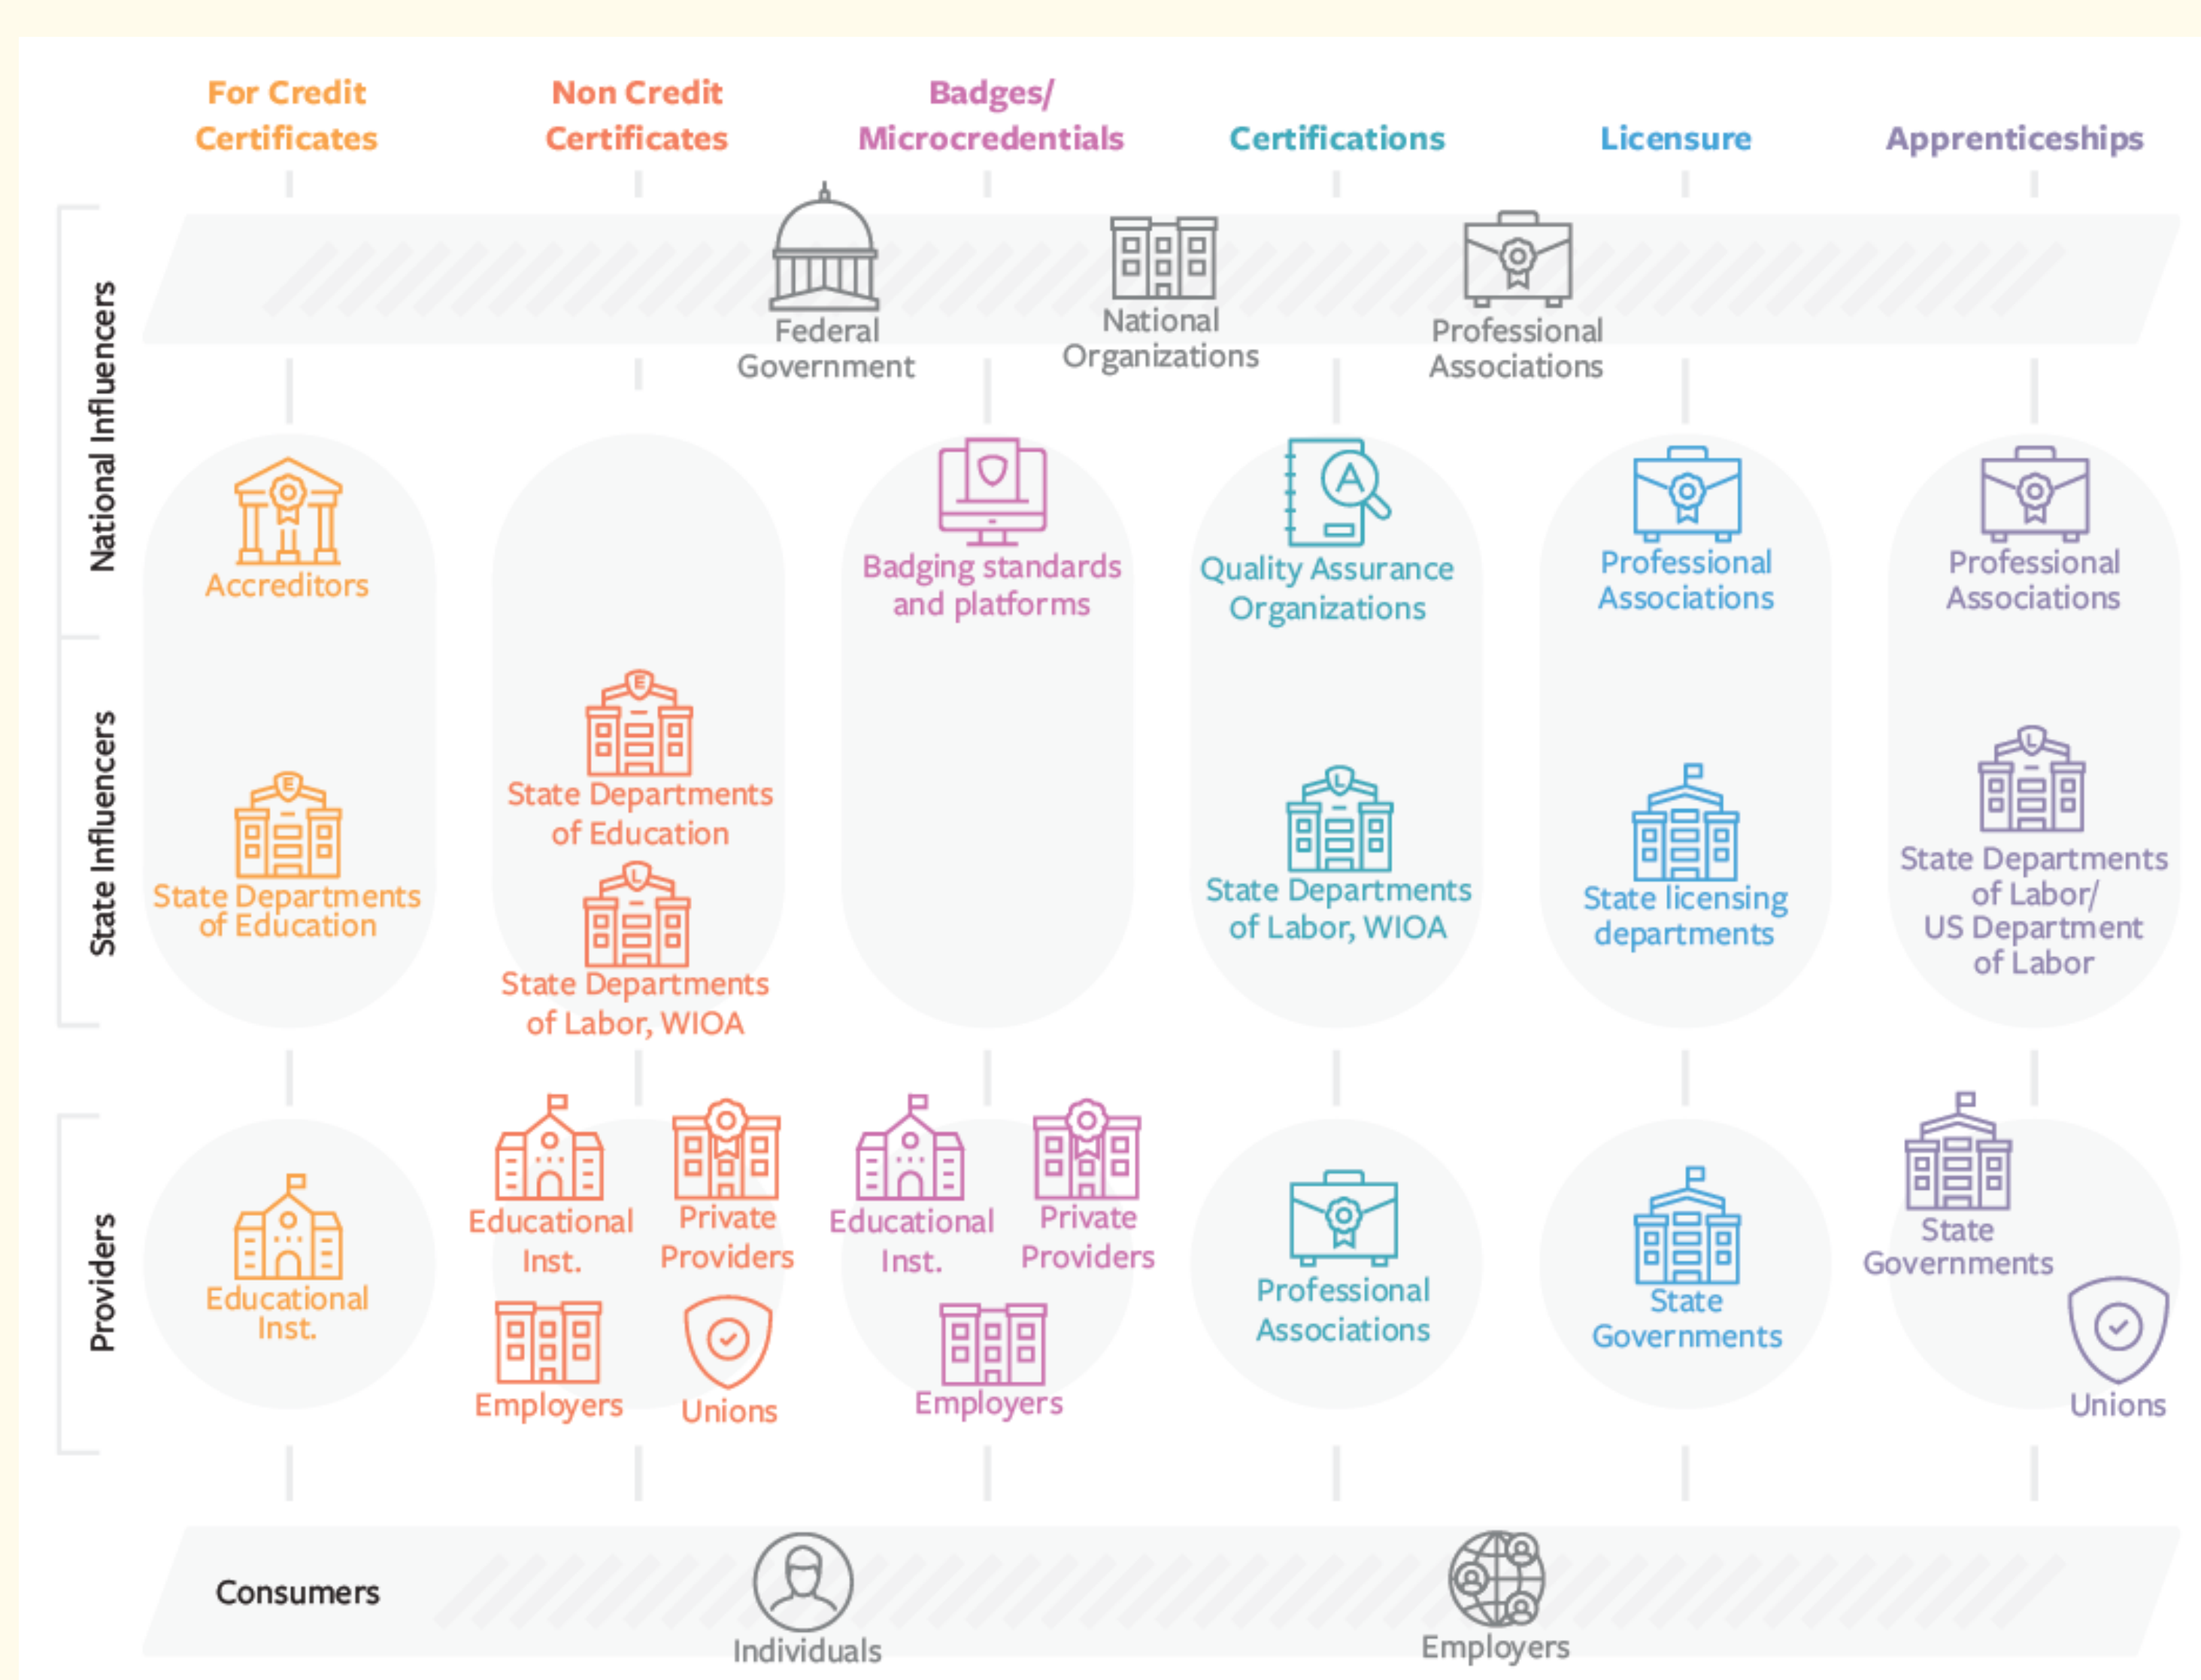 For Credit
Certificates
Non Credit
Certificates
Badges/
Microcredentials
Certifications
Licensure
Apprenticeships
National Influencers
Federal
Government
National
Organizations
Professional
Associations
Accreditors
Badging standards
and platforms
A
Quality Assurance
Organizations
Professional
Associations
Professional
Associations
State Influencers
E
State Departments
of Education
E
State Departments
of Education
L
State Departments
of Labor, WIOA
L
State Departments
of Labor, WIOA
State licensing
departments
L
State Departments
of Labor/
US Department
of Labor
Providers
Educational
Inst.
Educational
Inst.
Private
Providers
Employers
Unions
Educational
Inst.
Private
Providers
Employers
Professional
Associations
State
Governments
State
Governments
Unions
Consumers
Individuals
Employers